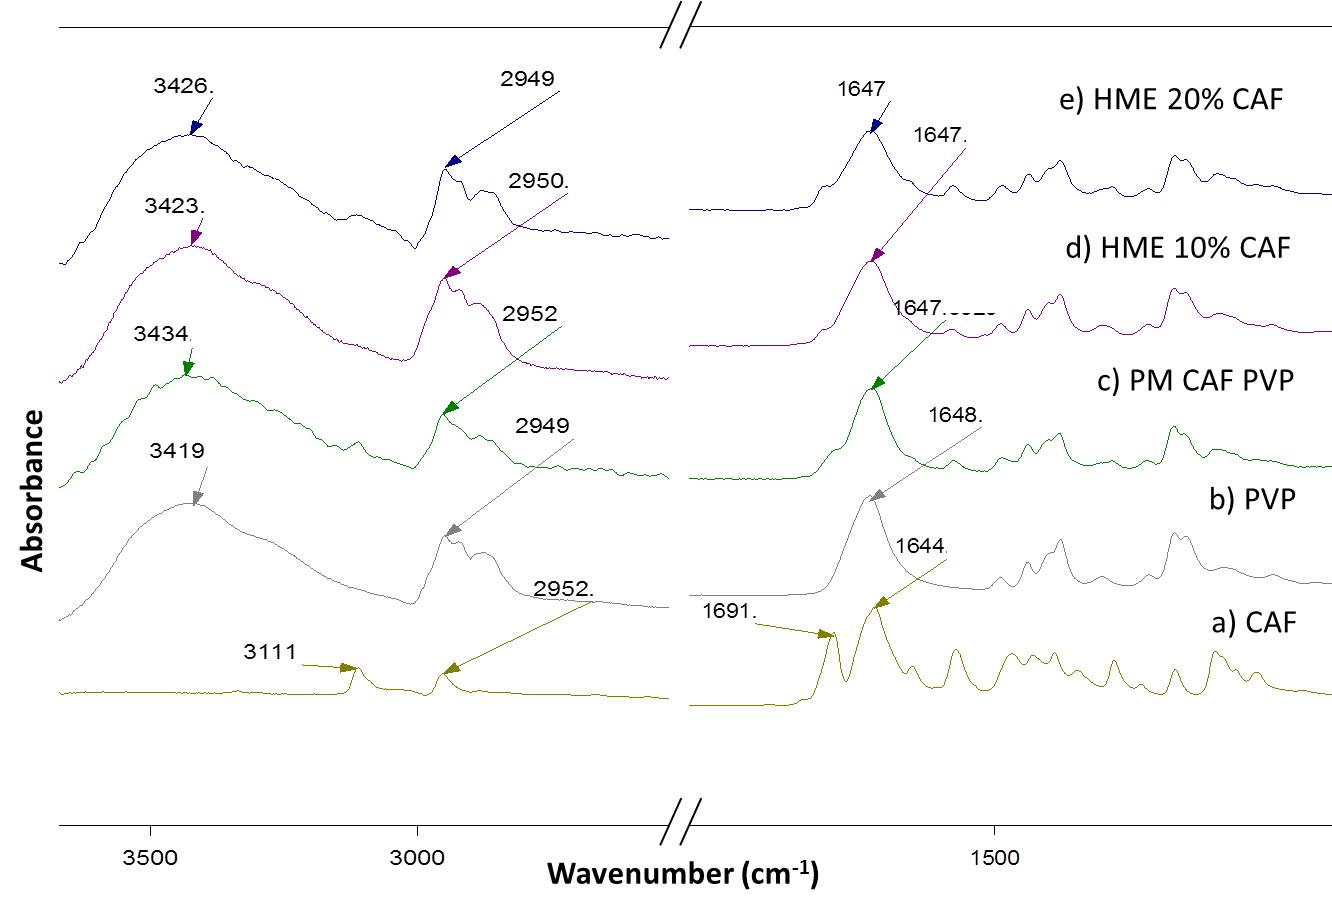 3426.
2949
1647
e) HME 20% CAF
1647.
2950.
3423.
d) HME 10% CAF
2952
1647.
3434.
c) PM CAF PVP
2949
1648.
3419
b) PVP
Absorbance
1644.
2952.
1691.
a) CAF
3111
3500
3000
1500
Wavenumber (cm-1)